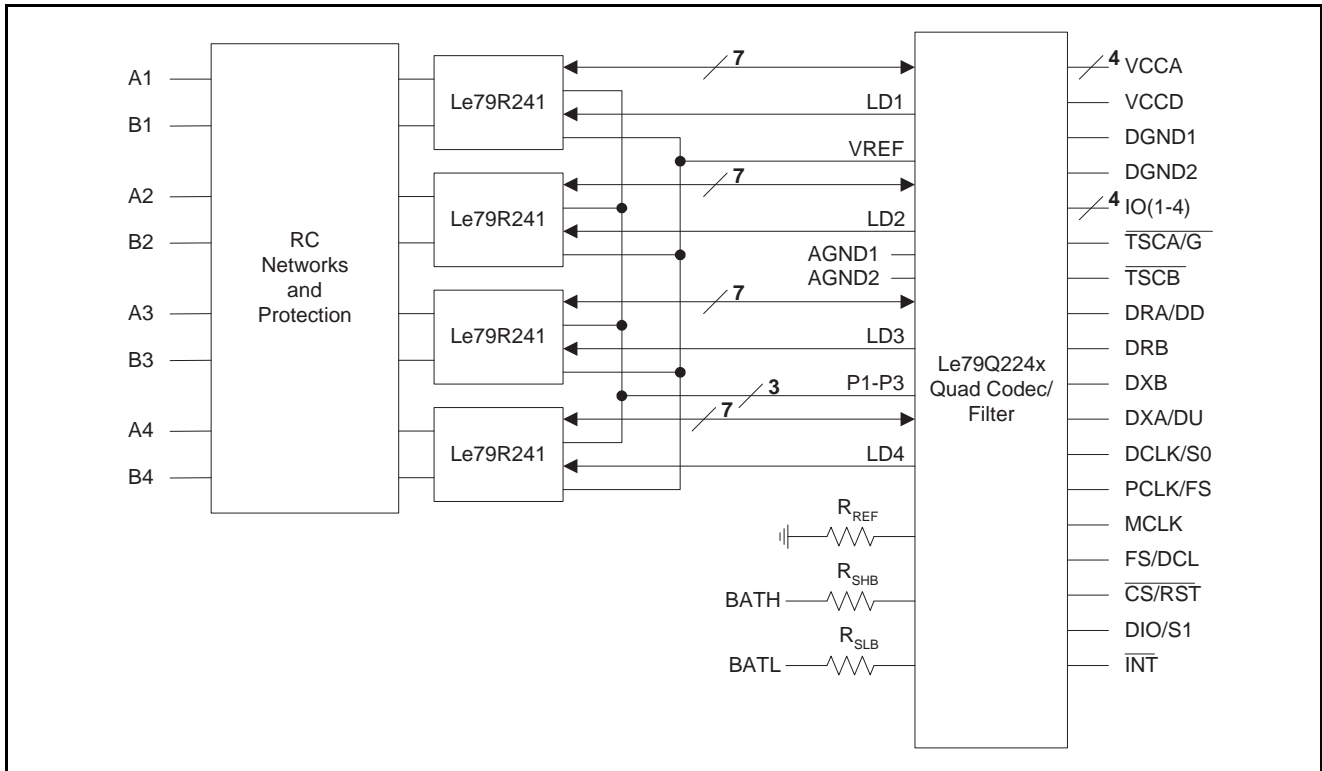 A1
B1
A2
B2
A3
B3
A4
B4
RC
Networks
and
Protection
Le79R241
Le79R241
Le79R241
Le79R241
7
LD1
VREF
7
LD2
AGND1
AGND2
7
LD3
P1-P3
3
7
LD4
RREF
BATH
RSHB
BATL
RSLB
Le79Q224x
Quad Codec/
Filter
4 VCCA
VCCD
DGND1
DGND2
4 IO(1-4)
TSCA/G
TSCB
DRA/DD
DRB
DXB
DXA/DU
DCLK/S0
PCLK/FS
MCLK
FS/DCL
CS/RST
DIO/S1
INT